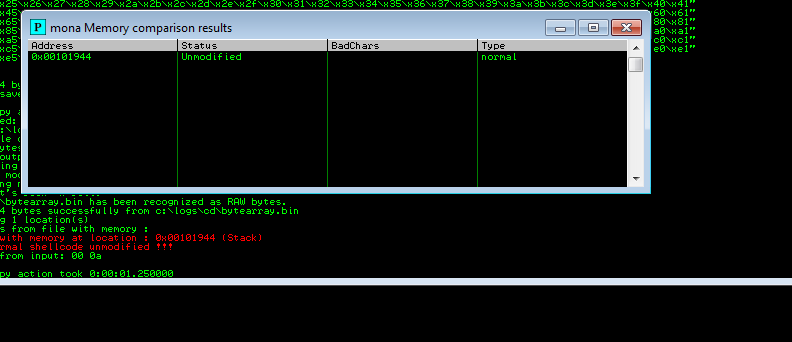 \x25\x26\x27\x28\x29\x2a\x2b\x2c\x2d\x2e\x2f\x30\x31\x32\x33\x34\x35\x36\x37\x38\x39\x3a\x3b\x3c\x3d\x3e\x3f\x40\x41"
\x45 60\x61"
\x65 80\x81"
\x85 a0\xa1"
\xa5 c0\xc1"
\xc5 e0\xe1"
\xe5
mona Memory comparison results
Address Status BadChars Type
0x00101944 Unmodified normal
4 by
save
py a
ed:
:\lo
le c
ytes
outp
ing
mod
ng m
\bytearray.bin has been recognized as RAW bytes.
4 bytes successfully from c:\logs\cd\bytearray.bin
g 1 location(s)
s from file with memory :
with memory at location : 0x00101944 (Stack)
rmal shellcode unmodified !!!
from input: 00 0a
py action took 0:00:01.250000